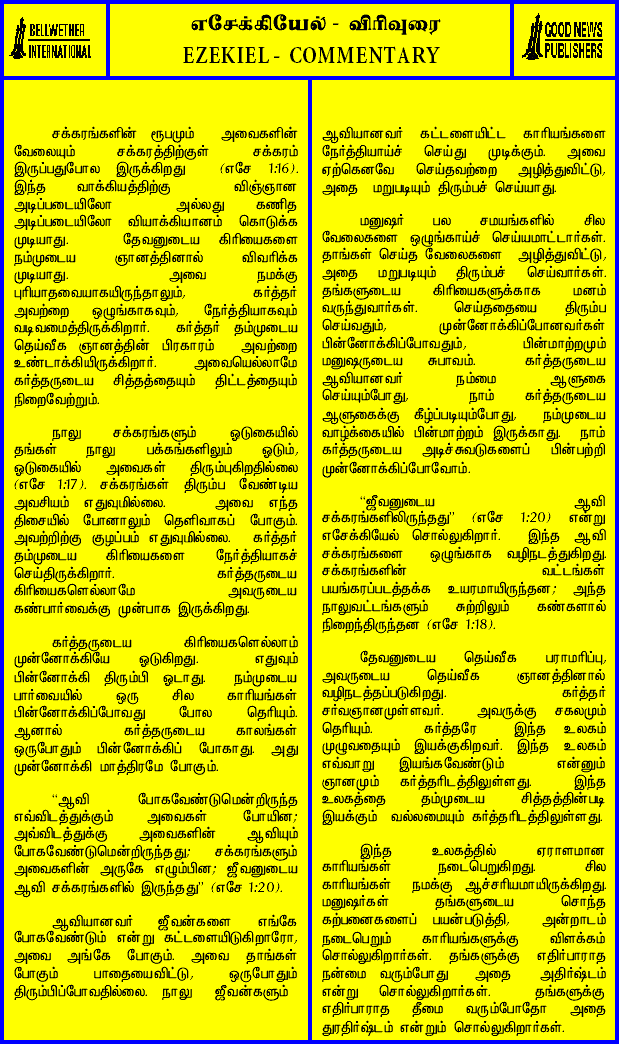 BELLWETHER
INTERNATIONAL
எசேக்கியேல் - விரிவுரை
EZEKIEL - COMMENTARY
GOOD NEWS
PUBLISHERS
சக்கரங்களின் ரூபமும் அவைகளின்
வேலையும் சக்கரத்திற்குள் சக்கரம்
இருப்பதுபோல இருக்கிறது (எசே 1:16).
இந்த வாக்கியத்திற்கு விஞ்ஞான
அடிப்படையிலோ அல்லது கணித
அடிப்படையிலோ வியாக்கியானம் கொடுக்க
முடியாது. தேவனுடைய கிரியைகளை
நம்முடைய ஞானத்தினால் விவரிக்க
முடியாது. அவை நமக்கு
புரியாதவையாகயிருந்தாலும், கர்த்தர்
அவற்றை ஒழுங்காகவும், நேர்த்தியாகவும்
வடிவமைத்திருக்கிறார். கர்த்தர் தம்முடைய
தெய்வீக ஞானத்தின் பிரகாரம் அவற்றை
உண்டாக்கியிருக்கிறார். அவையெல்லாமே
கர்த்தருடைய சித்தத்தையும் திட்டத்தையும்
நிறைவேற்றும்.
நாலு சக்கரங்களும் ஓடுகையில்
தங்கள் நாலு பக்கங்களிலும் ஓடும்,
ஓடுகையில் அவைகள் திரும்புகிறதில்லை
(எசே 1:17). சக்கரங்கள் திரும்ப வேண்டிய
அவசியம் எதுவுமில்லை. அவை எந்த
திசையில் போனாலும் தெளிவாகப் போகும்.
அவற்றிற்கு குழப்பம் எதுவுமில்லை. கர்த்தர்
தம்முடைய கிரியைகளை நேர்த்தியாகச்
செய்திருக்கிறார். கர்த்தருடைய
கிரியைகளெல்லாமே அவருடைய
கண்பார்வைக்கு முன்பாக இருக்கிறது.
கர்த்தருடைய கிரியைகளெல்லாம்
முன்னோக்கியே ஓடுகிறது. எதுவும்
பின்னோக்கி திரும்பி ஓடாது. நம்முடைய
பார்வையில் ஒரு சில காரியங்கள்
பின்னோக்கிப்போவது போல தெரியும்.
ஆனால் கர்த்தருடைய காலங்கள்
ஒருபோதும் பின்னோக்கிப் போகாது. அது
முன்னோக்கி மாத்திரமே போகும்.
"ஆவி போகவேண்டுமென்றிருந்த
எவ்விடத்துக்கும் அவைகள் போயின;
அவ்விடத்துக்கு அவைகளின் ஆவியும்
போகவேண்டுமென்றிருந்தது; சக்கரங்களும்
அவைகளின் அருகே எழும்பின; ஜீவனுடைய
ஆவி சக்கரங்களில் இருந்தது" (எசே 1:20).
ஆவியானவர் ஜீவன்களை எங்கே
போகவேண்டும் என்று கட்டளையிடுகிறாரோ,
அவை அங்கே போகும். அவை தாங்கள்
போகும் பாதையைவிட்டு, ஒருபோதும்
திரும்பிப்போவதில்லை. நாலு ஜீவன்களும்
ஆவியானவர் கட்டளையிட்ட காரியங்களை
நேர்த்தியாய்ச் செய்து முடிக்கும். அவை
ஏற்கெனவே செய்தவற்றை அழித்துவிட்டு,
அதை மறுபடியும் திரும்பச் செய்யாது.
மனுஷர் பல சமயங்களில் சில
வேலைகளை ஒழுங்காய்ச் செய்யமாட்டார்கள்.
தாங்கள் செய்த வேலைகளை அழித்துவிட்டு,
அதை மறுபடியும் திரும்பச் செய்வார்கள்.
தங்களுடைய கிரியைகளுக்காக மனம்
வருந்துவார்கள். செய்ததையை திரும்ப
செய்வதும், முன்னோக்கிப்போனவர்கள்
பின்னோக்கிப்போவதும், பின்மாற்றமும்
மனுஷருடைய சுபாவம். கர்த்தருடைய
ஆவியானவர் நம்மை ஆளுகை
செய்யும்போது, நாம் கர்த்தருடைய
ஆளுகைக்கு கீழ்ப்படியும்போது, நம்முடைய
வாழ்க்கையில் பின்மாற்றம் இருக்காது. நாம்
கர்த்தருடைய அடிச்சுவடுகளைப் பின்பற்றி
முன்னோக்கிப்போவோம்.
"ஜீவனுடைய ஆவி
சக்கரங்களிலிருந்தது" (எசே 1:20) என்று
எசேக்கியேல் சொல்லுகிறார். இந்த ஆவி
சக்கரங்களை ஒழுங்காக வழிநடத்துகிறது.
சக்கரங்களின் வட்டங்கள்
பயங்கரப்படத்தக்க உயரமாயிருந்தன; அந்த
நாலுவட்டங்களும் சுற்றிலும் கண்களால்
நிறைந்திருந்தன (எசே 1:18).
தேவனுடைய தெய்வீக பராமரிப்பு,
அவருடைய தெய்வீக ஞானத்தினால்
வழிநடத்தப்படுகிறது. கர்த்தர்
சர்வஞானமுள்ளவர். அவருக்கு சகலமும்
தெரியும். கர்த்தரே இந்த உலகம்
முழுவதையும் இயக்குகிறவர். இந்த உலகம்
எவ்வாறு இயங்கவேண்டும் என்னும்
ஞானமும் கர்த்தரிடத்திலுள்ளது. இந்த
உலகத்தை தம்முடைய சித்தத்தின்படி
இயக்கும் வல்லமையும் கர்த்தரிடத்திலுள்ளது.
இந்த உலகத்தில் ஏராளமான
காரியங்கள் நடைபெறுகிறது. சில
காரியங்கள் நமக்கு ஆச்சரியமாயிருக்கிறது.
மனுஷர்கள் தங்களுடைய சொந்த
கற்பனைகளைப் பயன்படுத்தி, அன்றாடம்
நடைபெறும் காரியங்களுக்கு விளக்கம்
சொல்லுகிறார்கள். தங்களுக்கு எதிர்பாராத
நன்மை வரும்போது அதை அதிர்ஷ்டம்
என்று சொல்லுகிறார்கள். தங்களுக்கு
எதிர்பாராத தீமை வரும்போதோ அதை
துரதிர்ஷ்டம் என்றும் சொல்லுகிறார்கள்.